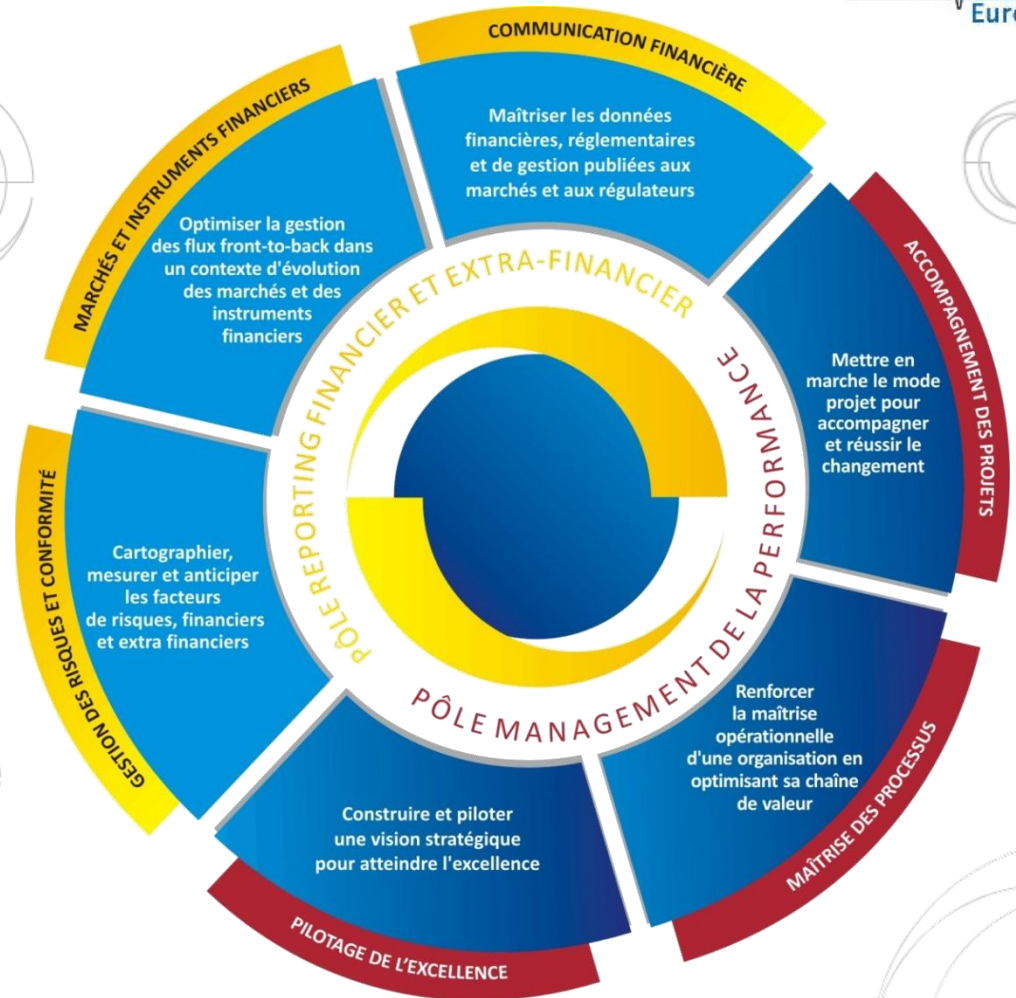 Euro
COMMUNICATION FINANCIÈRE
Maîtriser les données
financières, réglementaires
et de gestion publiées aux
marchés et aux régulateurs
MARCHÉS ET INSTRUMENTS FINANCIERS
Optimiser la gestion
des flux front-to-back dans
un contexte d'évolution
des marchés et des
instruments
financiers
ACCOMPAGNEMENT DES PROJETS
Mettre en
marche le mode
projet pour
accompagner
et réussir le
changement
PÔLE REPORTING FINANCIER ET EXTRA-FINANCIER
PÔLE MANAGEMENT DE LA PERFORMANCE
GESTION DES RISQUES ET CONFORMITÉ
Cartographier,
mesurer et anticiper
les facteurs
de risques, financiers
et extra financiers
Renforcer
la maîtrise
opérationnelle
d'une organisation en
optimisant sa chaîne
de valeur
MAÎTRISE DES PROCESSUS
Construire et piloter
une vision stratégique
pour atteindre l'excellence
PILOTAGE DE L'EXCELLENCE